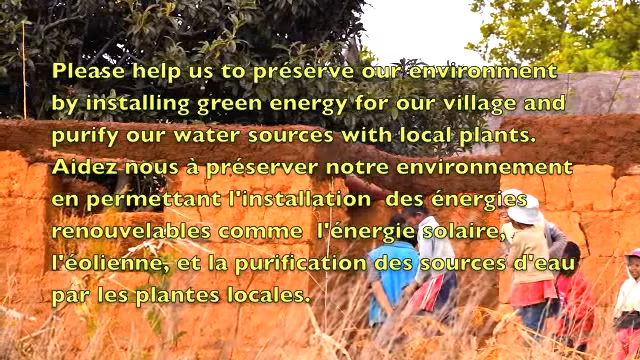 Please help us to préserve our environment
by installing green energy for our village and
purify our water sources with local plants.
Aidez nous à préserver notre environnement
en permettant l'installation des énergies
renouvelables comme l'énergie solaire,
l'éolienne, et la purification des sources d'eau
par les plantes locales.